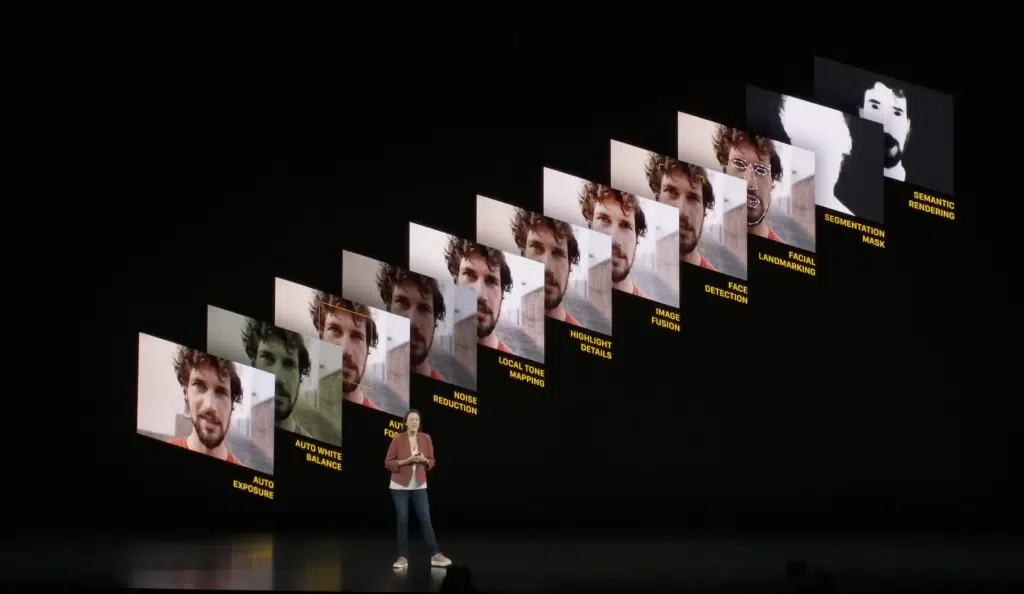 AUTO
EXPOSURE
AUTO WHITE
BALANCE
NOISE
REDUCTION
LOCAL TONE
MAPPING
HIGHLIGHT
DETAILS
IMAGE
FUSION
FACE
DETECTION
FACIAL
LANDMARKING
SEGMENTATION
MASK
SEMANTIC
RENDERING